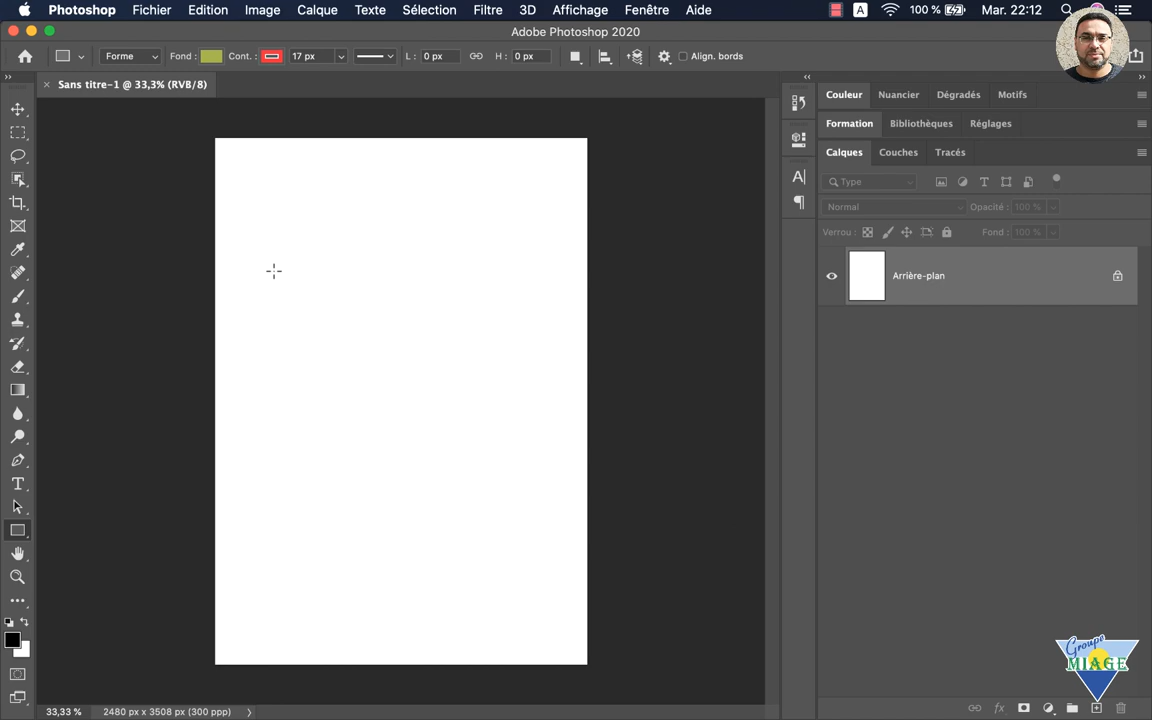 Photoshop Fichier Edition Image Calque Texte Sélection Filtre 3D Affichage Fenêtre Aide A 100 % Mar. 22:12
Adobe Photoshop 2020
Forme Fond : Cont. : 17 px L : 0 px H : 0 px Align. bords
Sans titre-1 @ 33,3% (RVB/8)
Couleur Nuancier Dégradés Motifs
Formation Bibliothèques Réglages
Calques Couches Tracés
Type
Normal Opacité : 100 %
Verrou : Fond : 100 %
Arrière-plan
Groupe
MIAGE
33,33 % 2480 px x 3508 px (300 ppp)